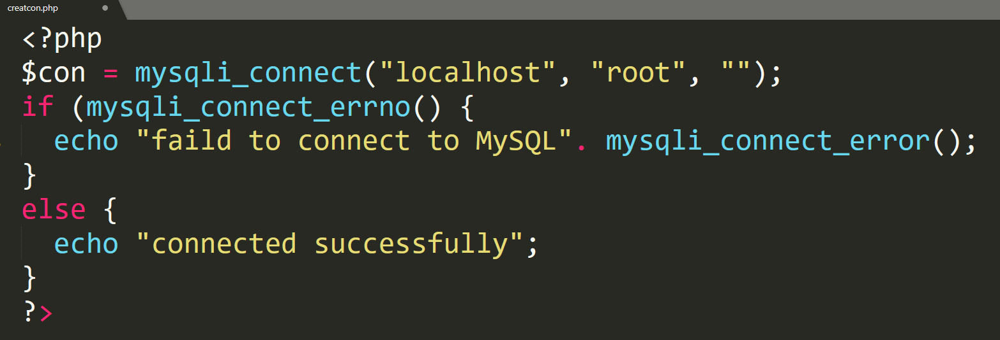 creatcon.php
<?php
$con = mysqli_connect("localhost", "root", "");
if (mysqli_connect_errno() {
  echo "faild to connect to MySQL". mysqli_connect_error();
}
else {
  echo "connected successfully";
}
?>